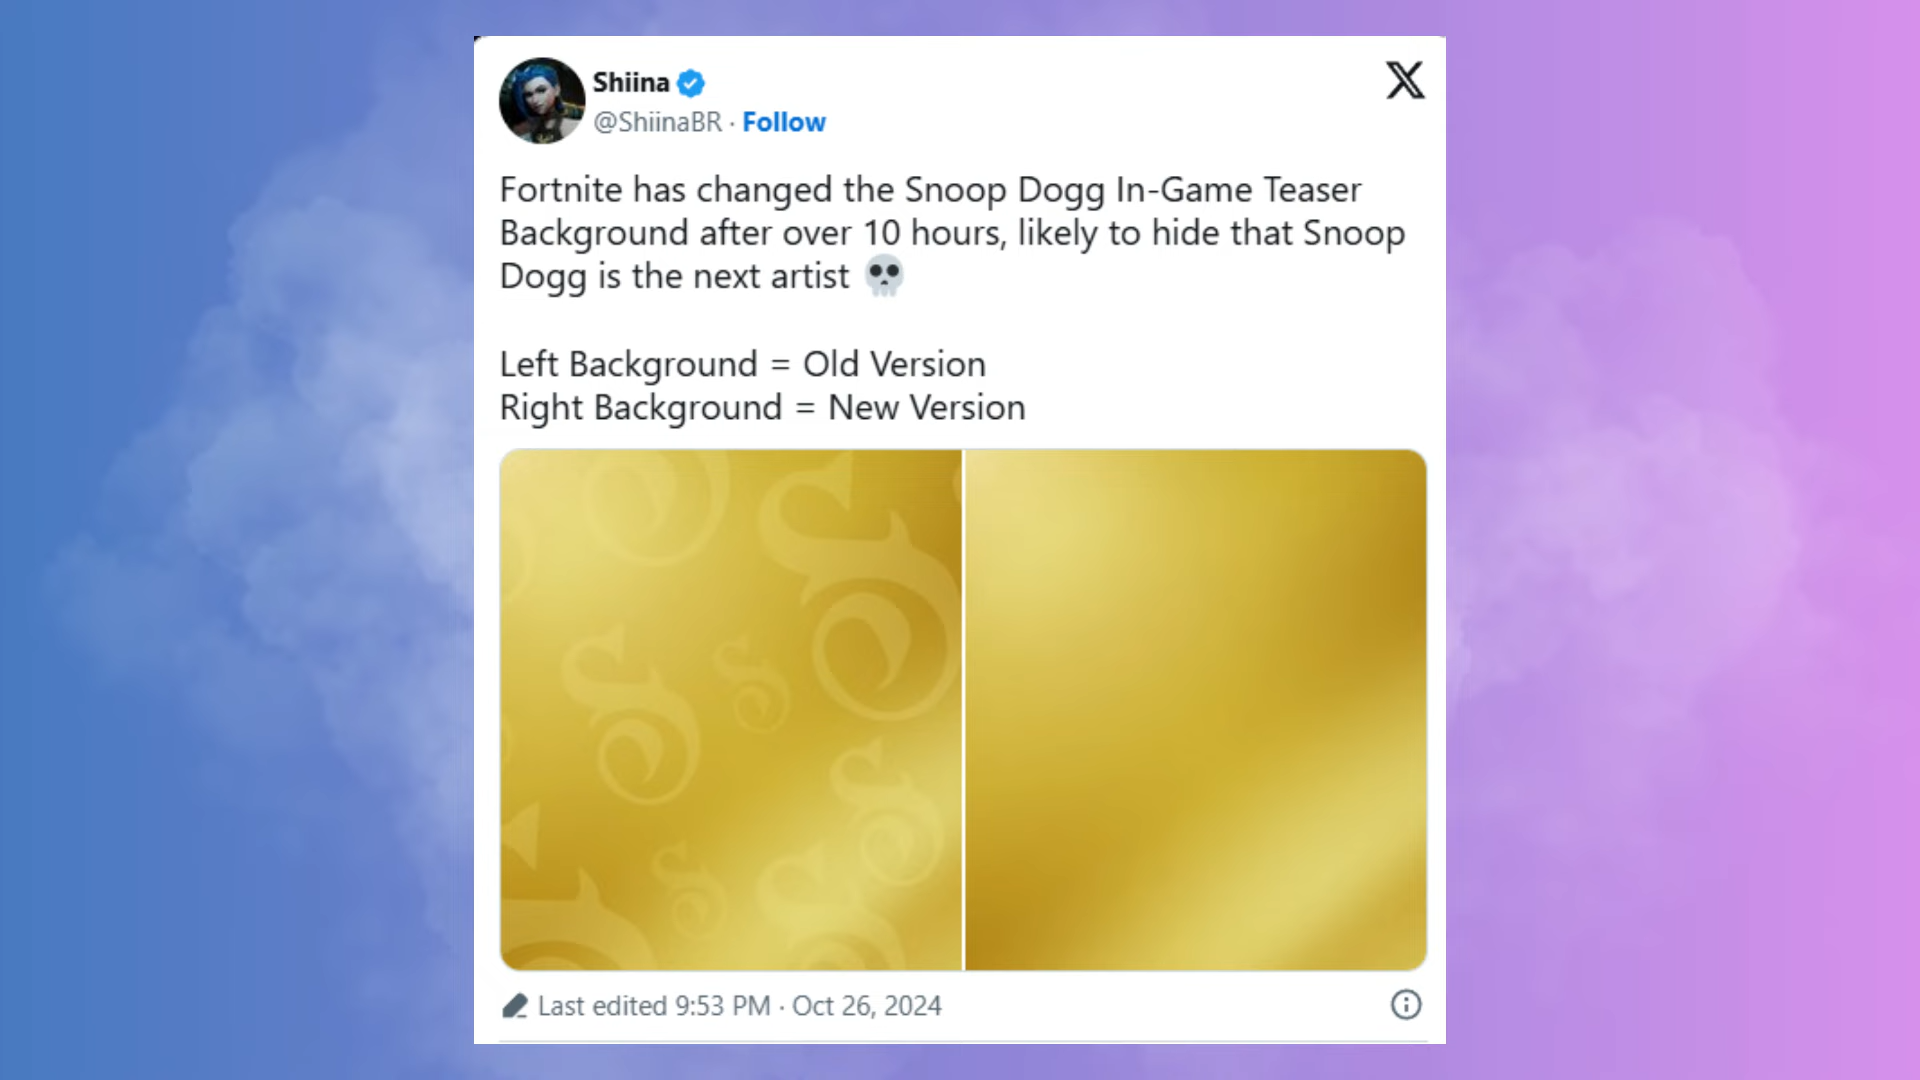 Shiina
@ShiinaBR · Follow
Fortnite has changed the Snoop Dogg In-Game Teaser
Background after over 10 hours, likely to hide that Snoop
Dogg is the next artist 💀
Left Background = Old Version
Right Background = New Version
Last edited 9:53 PM · Oct 26, 2024